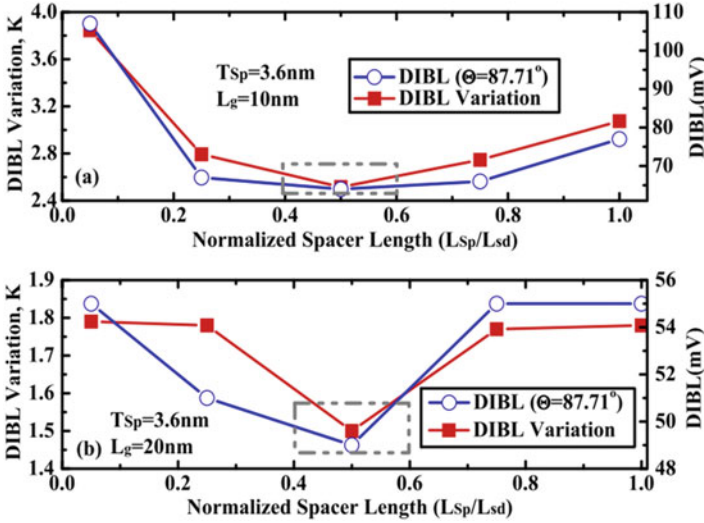 DIBL Variation, K
4.0
3.6
3.2
2.8
2.4
TSp=3.6nm
Lg=10nm
DIBL (Θ=87.71°)
DIBL Variation
(a)
110
100
90
80
70
DIBL(mV)
0.0 0.2 0.4 0.6 0.8 1.0
Normalized Spacer Length (LSp/Lsd)
DIBL Variation, K
1.9
1.8
1.7
1.6
1.5
1.4
TSp=3.6nm
(b) Lg=20nm
DIBL (Θ=87.71°)
DIBL Variation
56
55
54
53
52
51
50
49
48
DIBL(mV)
0.0 0.2 0.4 0.6 0.8 1.0
Normalized Spacer Length (LSp/Lsd)